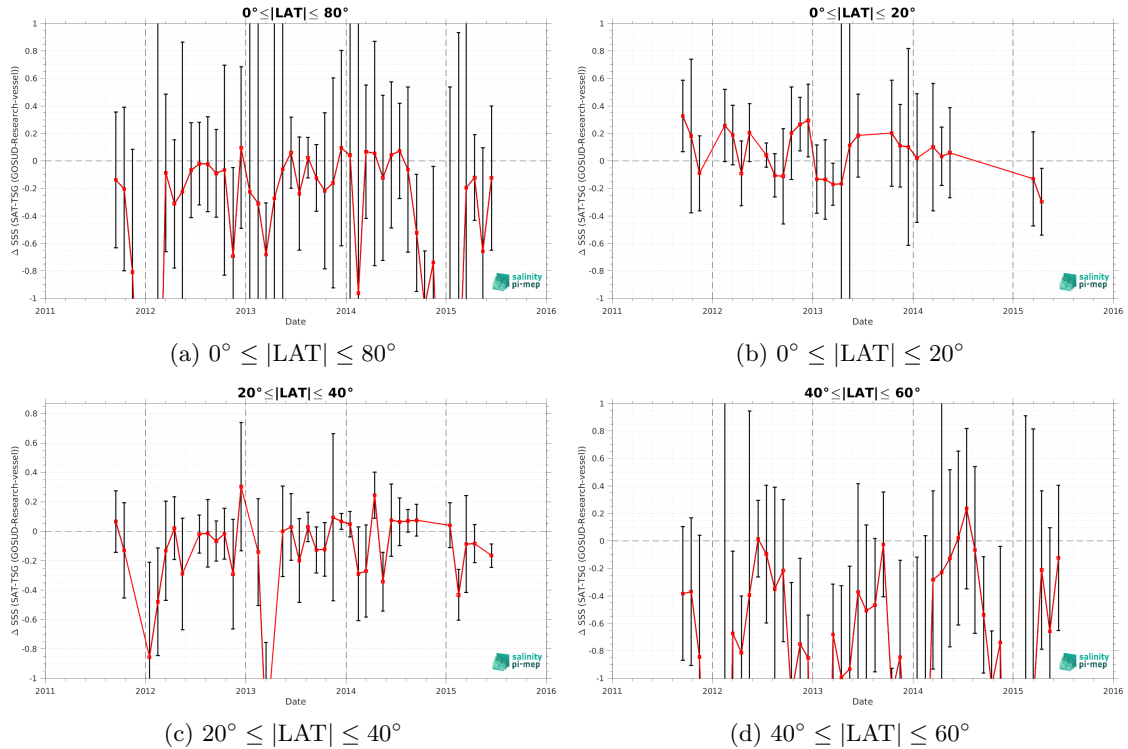 0°≤|LAT|≤ 80°
Δ SSS (SAT-TSG (GOSUD-Research-vessel))
1
0.8
0.6
0.4
0.2
0
-0.2
-0.4
-0.6
-0.8
-1
2011 2012 2013 2014 2015 2016
Date
salinity
pi-mep
(a) 0° ≤ |LAT| ≤ 80°
0°≤|LAT|≤ 20°
Δ SSS (SAT-TSG (GOSUD-Research-vessel))
1
0.8
0.6
0.4
0.2
0
-0.2
-0.4
-0.6
-0.8
-1
2011 2012 2013 2014 2015 2016
Date
salinity
pi-mep
(b) 0° ≤ |LAT| ≤ 20°
20°≤|LAT|≤ 40°
Δ SSS (SAT-TSG (GOSUD-Research-vessel))
0.8
0.6
0.4
0.2
0
-0.2
-0.4
-0.6
-0.8
-1
2011 2012 2013 2014 2015 2016
Date
salinity
pi-mep
(c) 20° ≤ |LAT| ≤ 40°
40°≤|LAT|≤ 60°
Δ SSS (SAT-TSG (GOSUD-Research-vessel))
1
0.8
0.6
0.4
0.2
0
-0.2
-0.4
-0.6
-0.8
-1
2011 2012 2013 2014 2015 2016
Date
salinity
pi-mep
(d) 40° ≤ |LAT| ≤ 60°